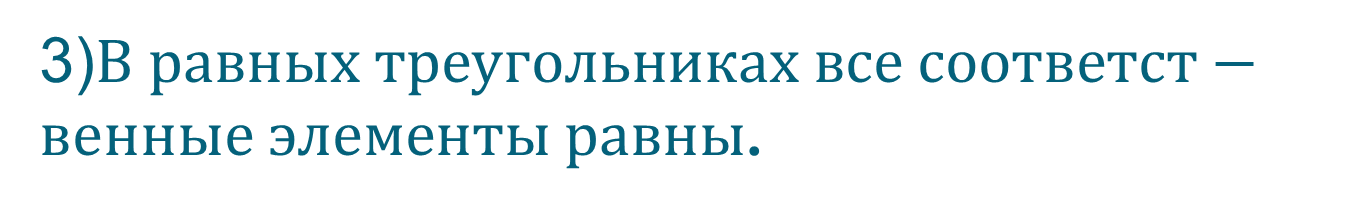 3)В равных треугольниках все соответст −
венные элементы равны.